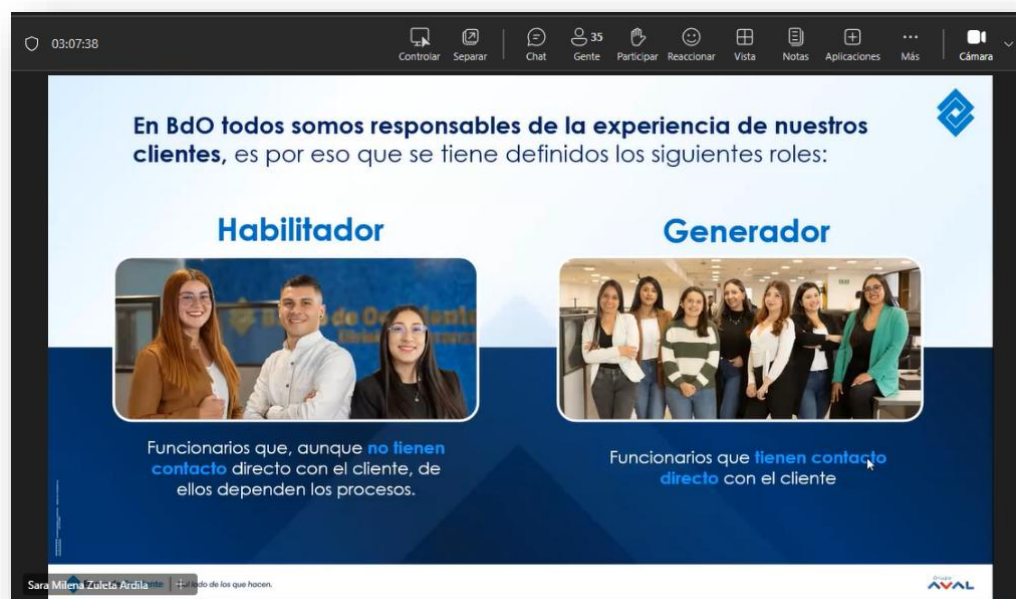 03:07:38
Controlar Separar Chat Gente 35 Participar Reaccionar Vista Notas Aplicaciones Más Cámara
En BdO todos somos responsables de la experiencia de nuestros
clientes, es por eso que se tiene definidos los siguientes roles:
Habilitador
Generador
de Occidente
Funcionarios que, aunque no tienen
contacto directo con el cliente, de
ellos dependen los procesos.
Funcionarios que tienen contacto
directo con el cliente
Sara Milena Zuleta Ardila
lado de los que hacen.
Grupo
AVAL